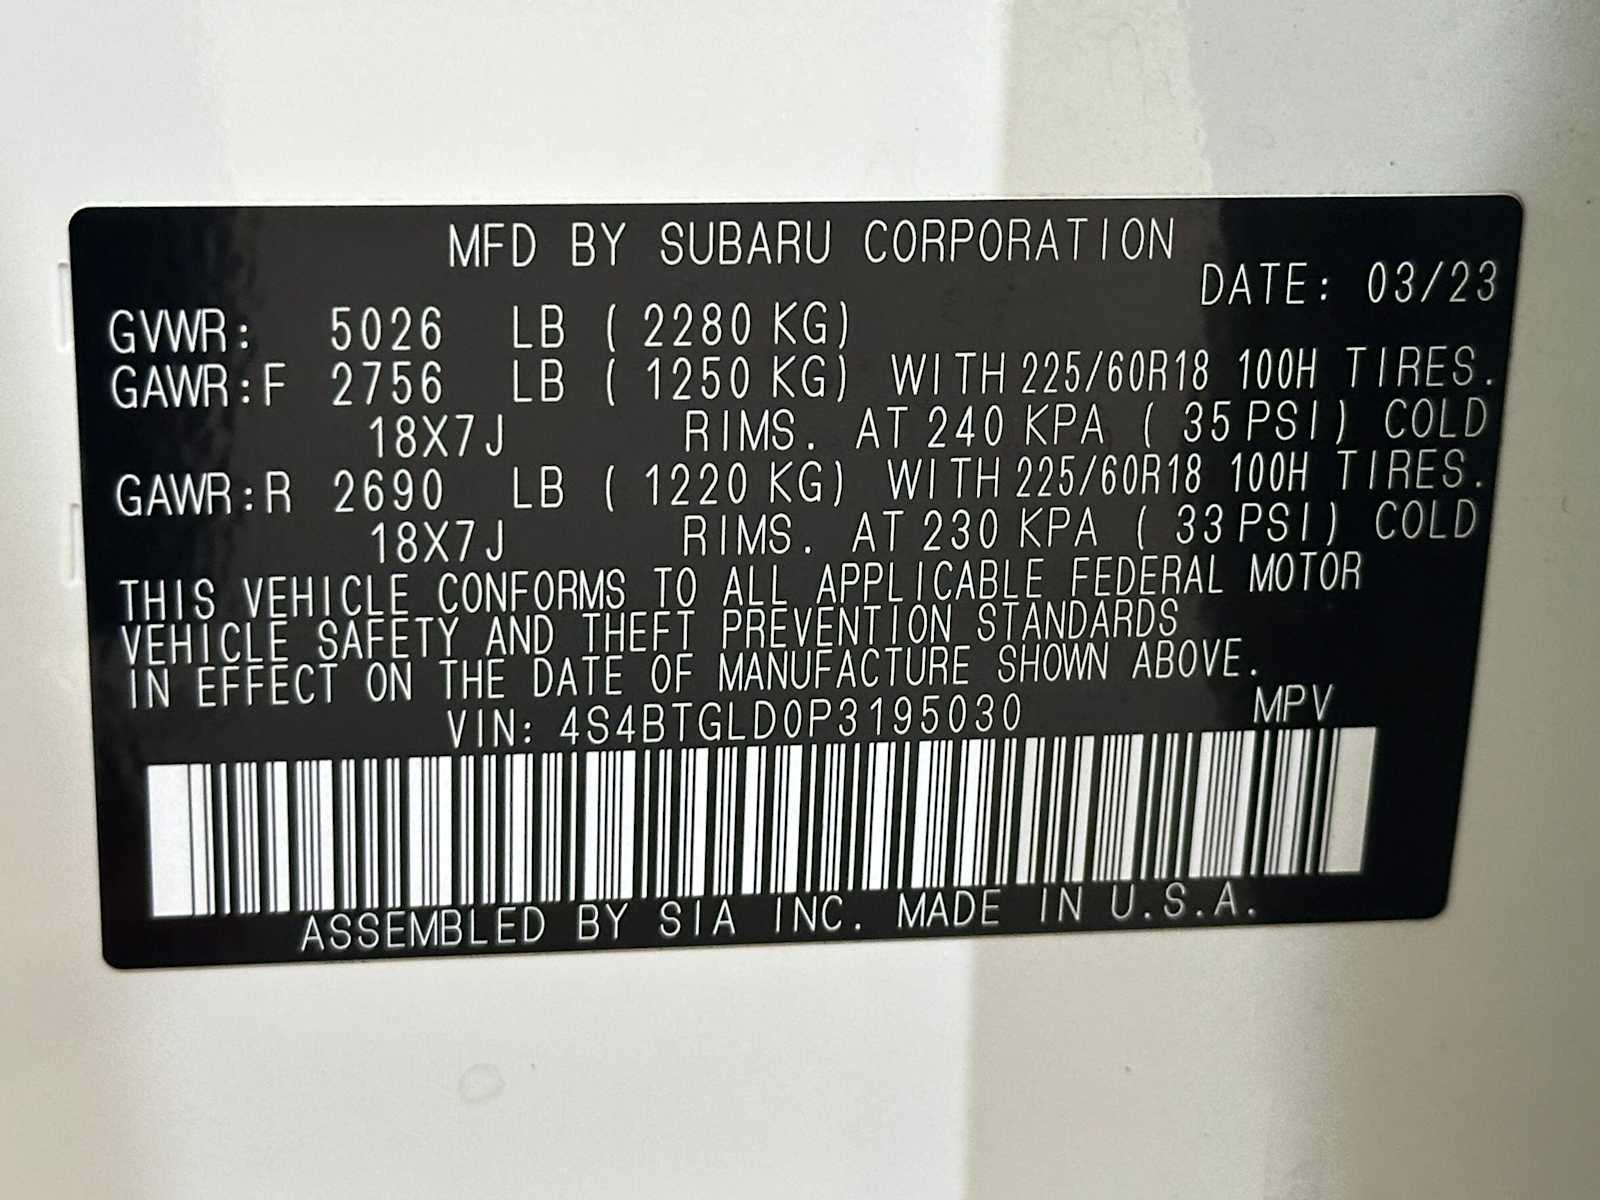 MFD BY SUBARU CORPORATION
DATE: 03/23
GVWR: 5026 LB ( 2280 KG)
GAWR:F 2756 LB ( 1250 KG) WITH 225/60R18 100H TIRES.
18X7J RIMS. AT 240 KPA ( 35 PSI) COLD
GAWR:R 2690 LB ( 1220 KG) WITH 225/60R18 100H TIRES.
18X7J RIMS. AT 230 KPA ( 33 PSI) COLD
THIS VEHICLE CONFORMS TO ALL APPLICABLE FEDERAL MOTOR
VEHICLE SAFETY AND THEFT PREVENTION STANDARDS
IN EFFECT ON THE DATE OF MANUFACTURE SHOWN ABOVE.
VIN: 4S4BTGLD0P3195030 MPV
ASSEMBLED BY SIA INC. MADE IN U.S.A.